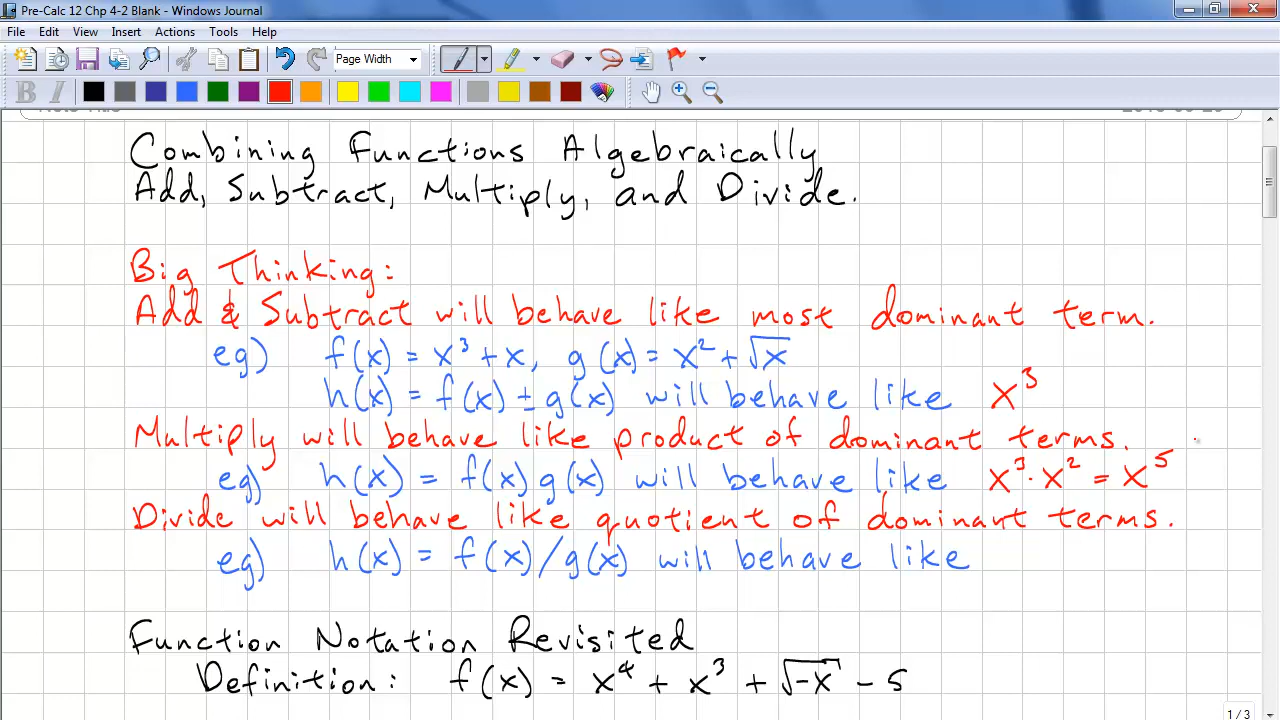 Pre-Calc 12 Chp 4-2 Blank - Windows Journal
File Edit View Insert Actions Tools Help
Page Width
B I
Combining Functions Algebraically
Add, Subtract, Multiply, and Divide.
Big Thinking:
Add & Subtract will behave like most dominant term.
eg) f(x) = x³ + x, g(x) = x² + √x
h(x) = f(x) ± g(x) will behave like x³
Multiply will behave like product of dominant terms.
eg) h(x) = f(x) g(x) will behave like x³ · x² = x⁵
Divide will behave like quotient of dominant terms.
eg) h(x) = f(x)/g(x) will behave like
Function Notation Revisited
Definition: f(x) = x⁴ + x³ + √-x - 5
1/3